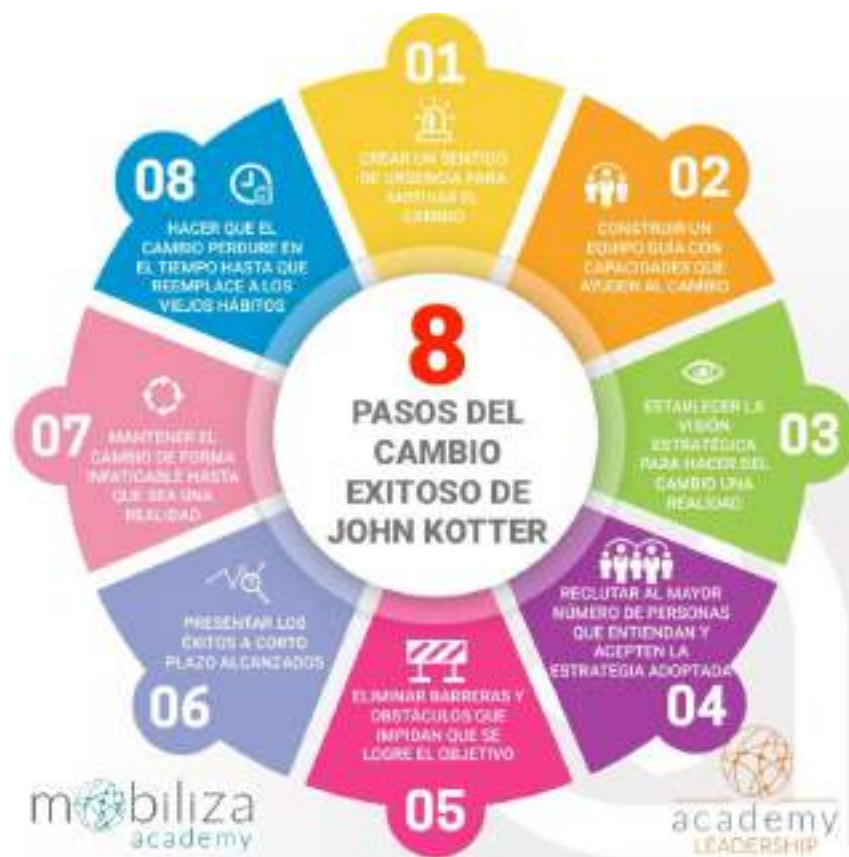 8
PASOS DEL
CAMBIO
EXITOSO DE
JOHN KOTTER
01
CREAR UN SENTIDO
DE URGENCIA PARA
MOTIVAR EL
CAMBIO
02
CONSTRUIR UN
EQUIPO GUÍA CON
CAPACIDADES QUE
AYUDEN AL CAMBIO
03
ESTABLECER LA
VISIÓN
ESTRATÉGICA
PARA HACER DEL
CAMBIO UNA
REALIDAD
04
RECLUTAR AL MAYOR
NÚMERO DE PERSONAS
QUE ENTIENDAN Y
ACEPTEN LA
ESTRATEGIA ADOPTADA
05
ELIMINAR BARRERAS Y
OBSTÁCULOS QUE
IMPIDAN QUE SE
LOGRE EL OBJETIVO
06
PRESENTAR LOS
ÉXITOS A CORTO
PLAZO ALCANZADOS
07
MANTENER EL
CAMBIO DE FORMA
INFATIGABLE HASTA
QUE SEA UNA
REALIDAD
08
HACER QUE EL
CAMBIO PERDURE EN
EL TIEMPO HASTA QUE
REEMPLACE A LOS
VIEJOS HÁBITOS
mobiliza
academy
academy
LEADERSHIP